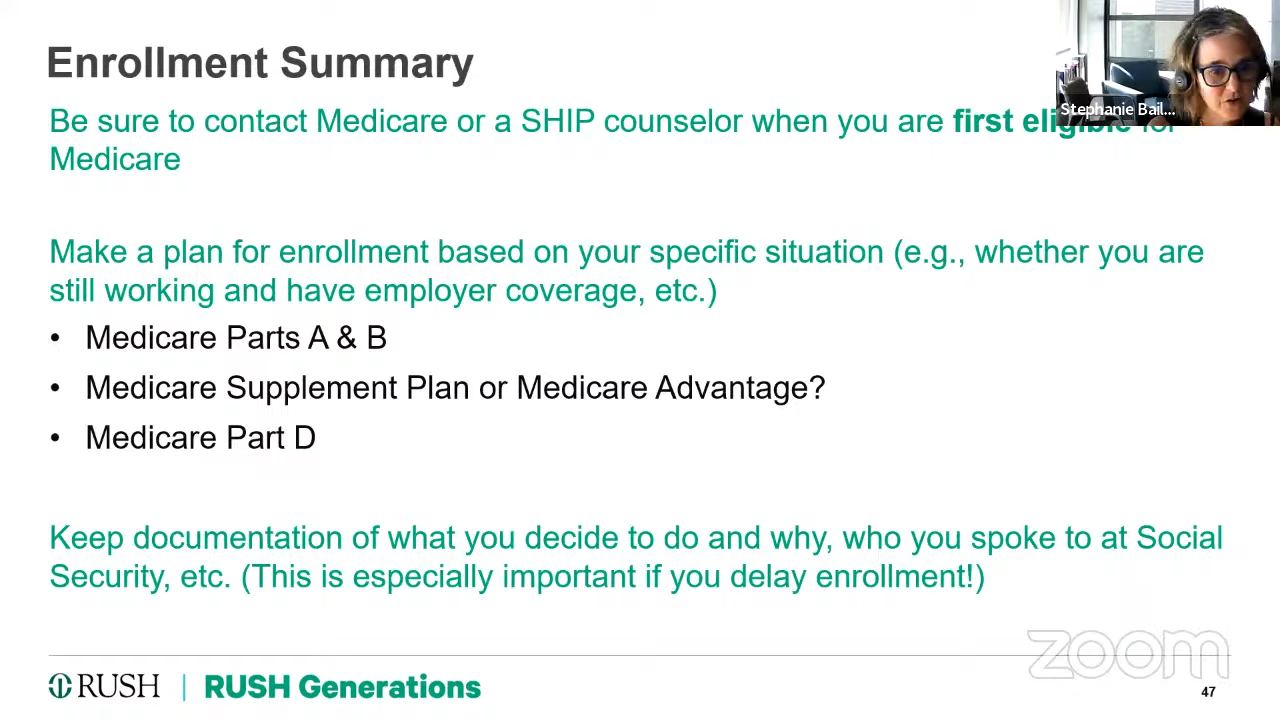 Enrollment Summary
Stephanie Bail...
Be sure to contact Medicare or a SHIP counselor when you are first eligible for
Medicare
Make a plan for enrollment based on your specific situation (e.g., whether you are
still working and have employer coverage, etc.)
• Medicare Parts A & B
• Medicare Supplement Plan or Medicare Advantage?
• Medicare Part D
Keep documentation of what you decide to do and why, who you spoke to at Social
Security, etc. (This is especially important if you delay enrollment!)
zoom
RUSH | RUSH Generations
47